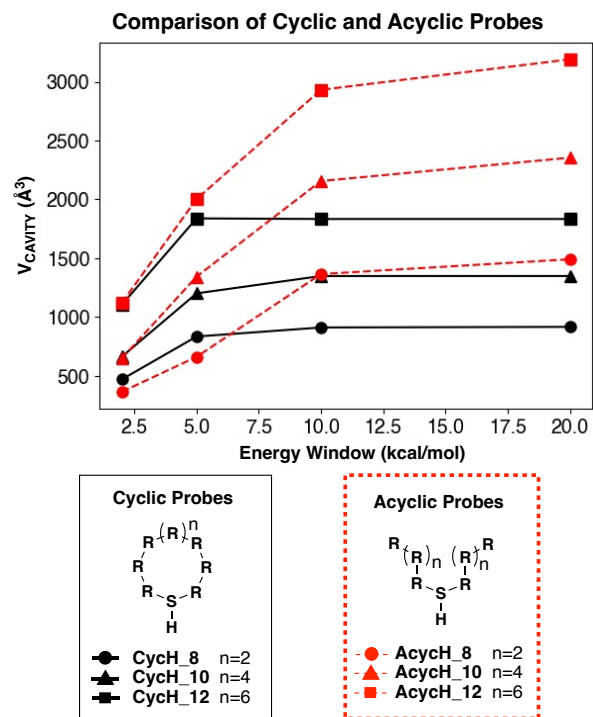 Comparison of Cyclic and Acyclic Probes
V_CAVITY (Å³)
3000
2500
2000
1500
1000
500
2.5 5.0 7.5 10.0 12.5 15.0 17.5 20.0
Energy Window (kcal/mol)
Cyclic Probes
( R ) n
R R
R R
R S R
H
CycH_8 n=2
CycH_10 n=4
CycH_12 n=6
Acyclic Probes
R R
( R ) n ( R ) n
R S R
H
AcycH_8 n=2
AcycH_10 n=4
AcycH_12 n=6